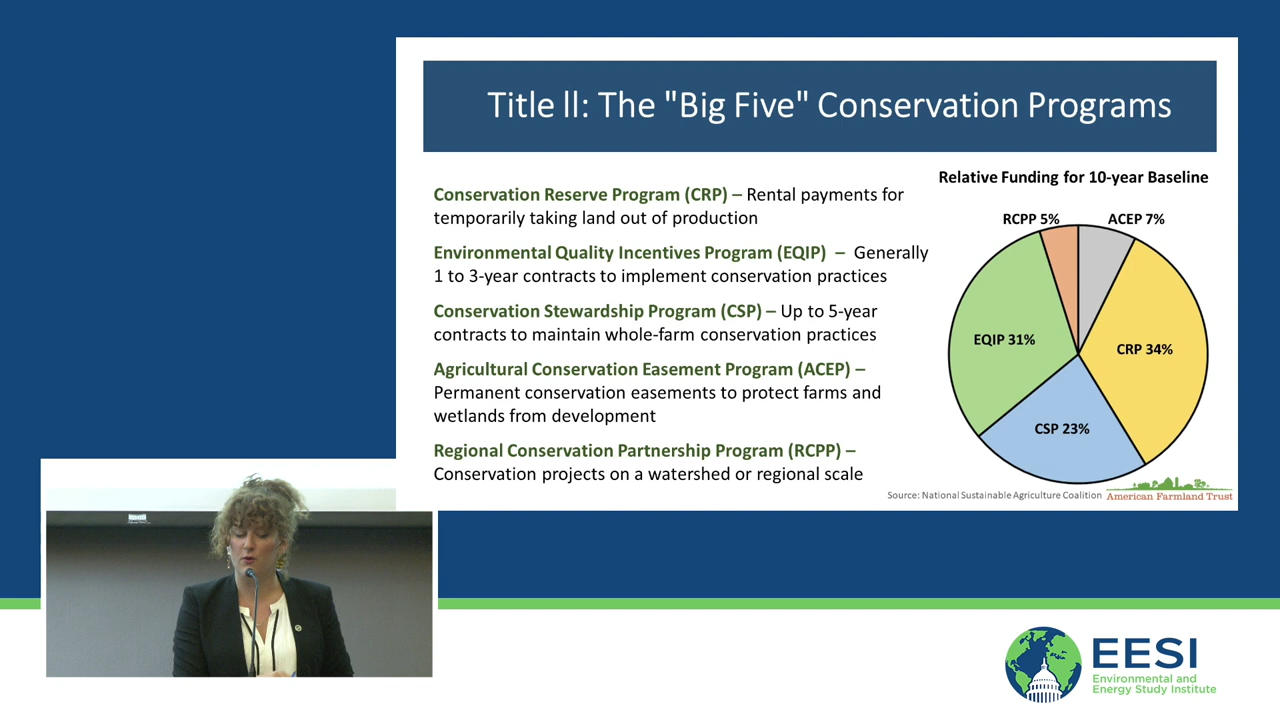 Title ll: The "Big Five" Conservation Programs
Conservation Reserve Program (CRP) – Rental payments for
temporarily taking land out of production
Environmental Quality Incentives Program (EQIP) – Generally
1 to 3-year contracts to implement conservation practices
Conservation Stewardship Program (CSP) – Up to 5-year
contracts to maintain whole-farm conservation practices
Agricultural Conservation Easement Program (ACEP) –
Permanent conservation easements to protect farms and
wetlands from development
Regional Conservation Partnership Program (RCPP) –
Conservation projects on a watershed or regional scale
Relative Funding for 10-year Baseline
RCPP 5%
ACEP 7%
EQIP 31%
CRP 34%
CSP 23%
Source: National Sustainable Agriculture Coalition
American Farmland Trust
EESI
Environmental and
Energy Study Institute